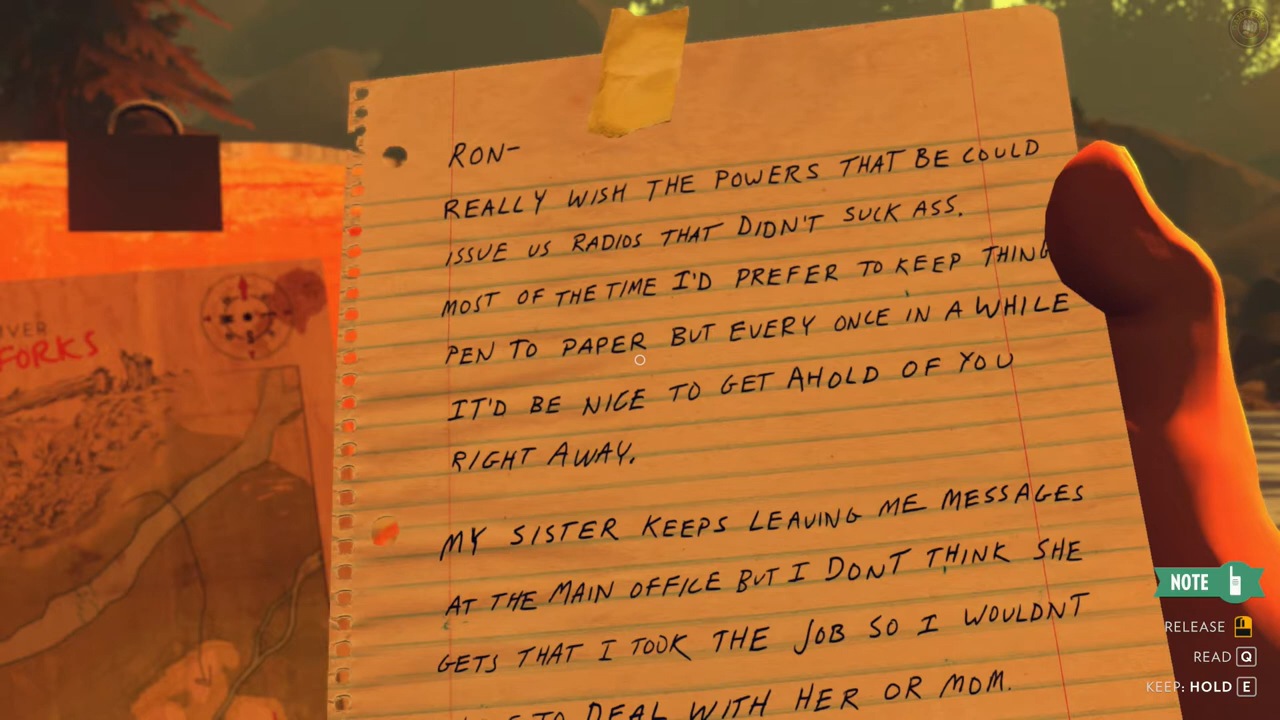 RON-
REALLY WISH THE POWERS THAT BE COULD
ISSUE US RADIOS THAT DIDN'T SUCK ASS.
MOST OF THE TIME I'D PREFER TO KEEP THING
PEN TO PAPER BUT EVERY ONCE IN A WHILE
IT'D BE NICE TO GET AHOLD OF YOU
RIGHT AWAY.
MY SISTER KEEPS LEAVING ME MESSAGES
AT THE MAIN OFFICE BUT I DONT THINK SHE
GETS THAT I TOOK THE JOB SO I WOULDNT
TO DEAL WITH HER OR MOM.
FORKS
NOTE
RELEASE
READ Q
KEEP: HOLD E